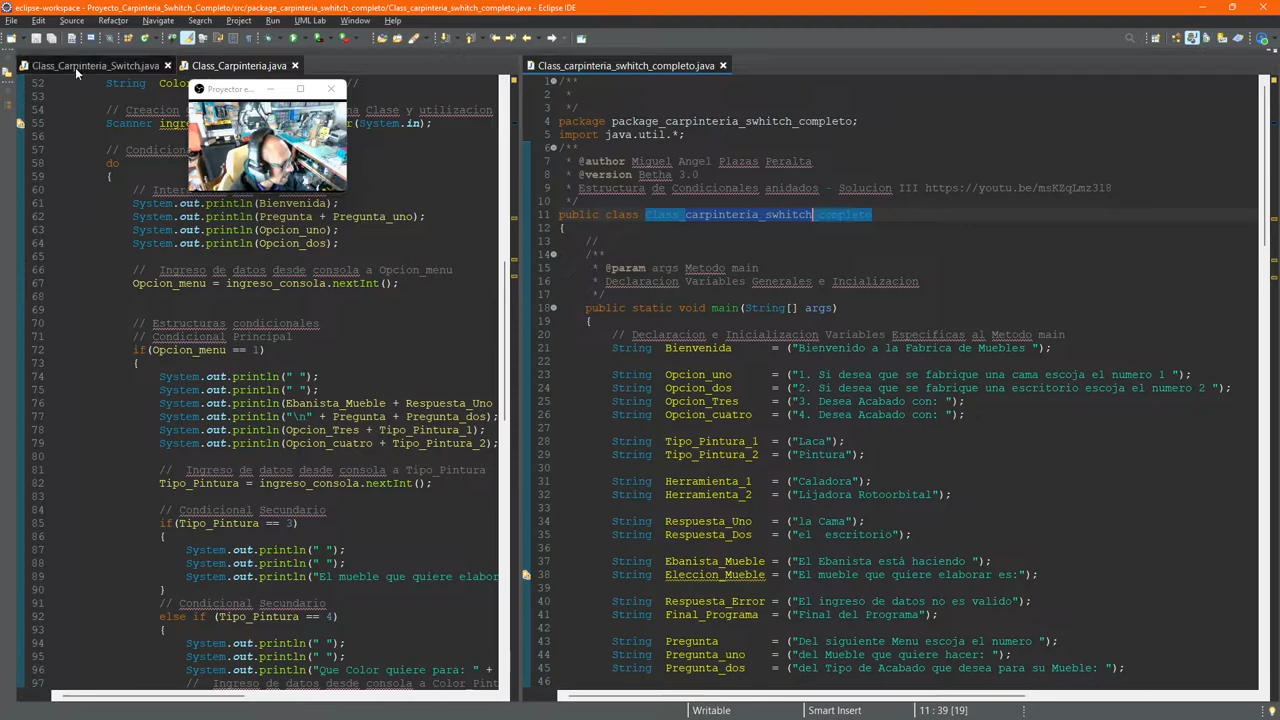 eclipse-workspace - Proyecto_Carpinteria_Swhitch_Completo/src/package_carpinteria_swhitch_completo/Class_carpinteria_swhitch_completo.java - Eclipse IDE
File Edit Source Refactor Navigate Search Project Run UML Lab Window Help
Class_Carpinteria_Switch.java
Class_Carpinteria.java
52 String Colo //
53
54 // Creacion na Clase y utilizacion
55 Scanner ingre r(System.in);
56
57 // Condicion
58 do
59 {
60 // Inter
61 System.out.println(Bienvenida);
62 System.out.println(Pregunta + Pregunta_uno);
63 System.out.println(Opcion_uno);
64 System.out.println(Opcion_dos);
65
66 // Ingreso de datos desde consola a Opcion_menu
67 Opcion_menu = ingreso_consola.nextInt();
68
69
70 // Estructuras condicionales
71 // Condicional Principal
72 if(Opcion_menu == 1)
73 {
74 System.out.println(" ");
75 System.out.println(" ");
76 System.out.println(Ebanista_Mueble + Respuesta_Uno
77 System.out.println("\n" + Pregunta + Pregunta_dos);
78 System.out.println(Opcion_Tres + Tipo_Pintura_1);
79 System.out.println(Opcion_cuatro + Tipo_Pintura_2);
80
81 // Ingreso de datos desde consola a Tipo_Pintura
82 Tipo_Pintura = ingreso_consola.nextInt();
83
84 // Condicional Secundario
85 if(Tipo_Pintura == 3)
86 {
87 System.out.println(" ");
88 System.out.println(" ");
89 System.out.println("El mueble que quiere elabor
90 }
91 // Condicional Secundario
92 else if (Tipo_Pintura == 4)
93 {
94 System.out.println(" ");
95 System.out.println(" ");
96 System.out.println("Que Color quiere para: " +
97 // Ingreso de datos desde consola a Color_Pint
Proyector e...
Class_carpinteria_swhitch_completo.java
1 /**
2 *
3 */
4 package package_carpinteria_swhitch_completo;
5 import java.util.*;
6 /**
7 * @author Miguel Angel Plazas Peralta
8 * @version Betha 3.0
9 * Estructura de Condicionales anidados - Solucion: https://youtu.be/msKZqLmz3l8
10 */
11 public class Class_carpinteria_swhitch_completo
12 {
13 //
14 /**
15 * @param args Metodo main
16 * Declaracion Variables Generales e Incializacion
17 */
18 public static void main(String[] args)
19 {
20 // Declaracion e Inicializacion Variables Especificas al Metodo main
21 String Bienvenida = ("Bienvenido a la Fabrica de Muebles ");
22
23 String Opcion_uno = ("1. Si desea que se fabrique una cama escoja el numero 1 ");
24 String Opcion_dos = ("2. Si desea que se fabrique una escritorio escoja el numero 2 ");
25 String Opcion_Tres = ("3. Desea Acabado con: ");
26 String Opcion_cuatro = ("4. Desea Acabado con: ");
27
28 String Tipo_Pintura_1 = ("Laca");
29 String Tipo_Pintura_2 = ("Pintura");
30
31 String Herramienta_1 = ("Caladora");
32 String Herramienta_2 = ("Lijadora Rotoorbital");
33
34 String Respuesta_Uno = ("la Cama");
35 String Respuesta_Dos = ("el escritorio");
36
37 String Ebanista_Mueble = ("El Ebanista está haciendo ");
38 String Eleccion_Mueble = ("El mueble que quiere elaborar es:");
39
40 String Respuesta_Error = ("El ingreso de datos no es valido");
41 String Final_Programa = ("Final del Programa");
42
43 String Pregunta = ("Del siguiente Menu escoja el numero ");
44 String Pregunta_uno = ("del Mueble que quiere hacer: ");
45 String Pregunta_dos = ("del Tipo de Acabado que desea para su Mueble: ");
46
Writable Smart Insert 11 : 39 [19]